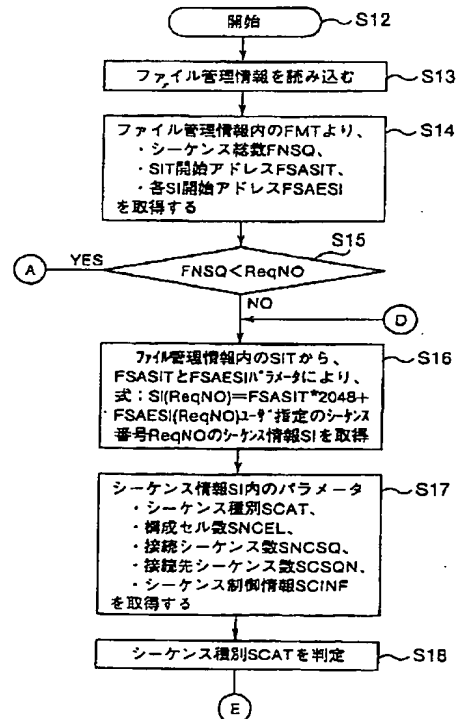 開始
S12
ファイル管理情報を読み込む
S13
ファイル管理情報内のFMTより、
・シーケンス総数FNSQ、
・SIT開始アドレスFSASIT、
・各SI開始アドレスFSAESI
を取得する
S14
S15
A
YES
FNSQ<ReqNO
NO
D
ファイル管理情報内のSITから、
FSASITとFSAESIパラメータにより、
式；SI(ReqNO)=FSASIT*2048+
FSAESI(ReqNO)ユーザ指定のシーケンス
番号ReqNOのシーケンス情報SIを取得
S16
シーケンス情報SI内のパラメータ
・シーケンス種別SCAT、
・構成セル数SNCEL、
・接続シーケンス数SNCSQ、
・接続先シーケンス数SCSQN、
・シーケンス制御情報SCINF
を取得する
S17
シーケンス種別SCATを判定
S18
E